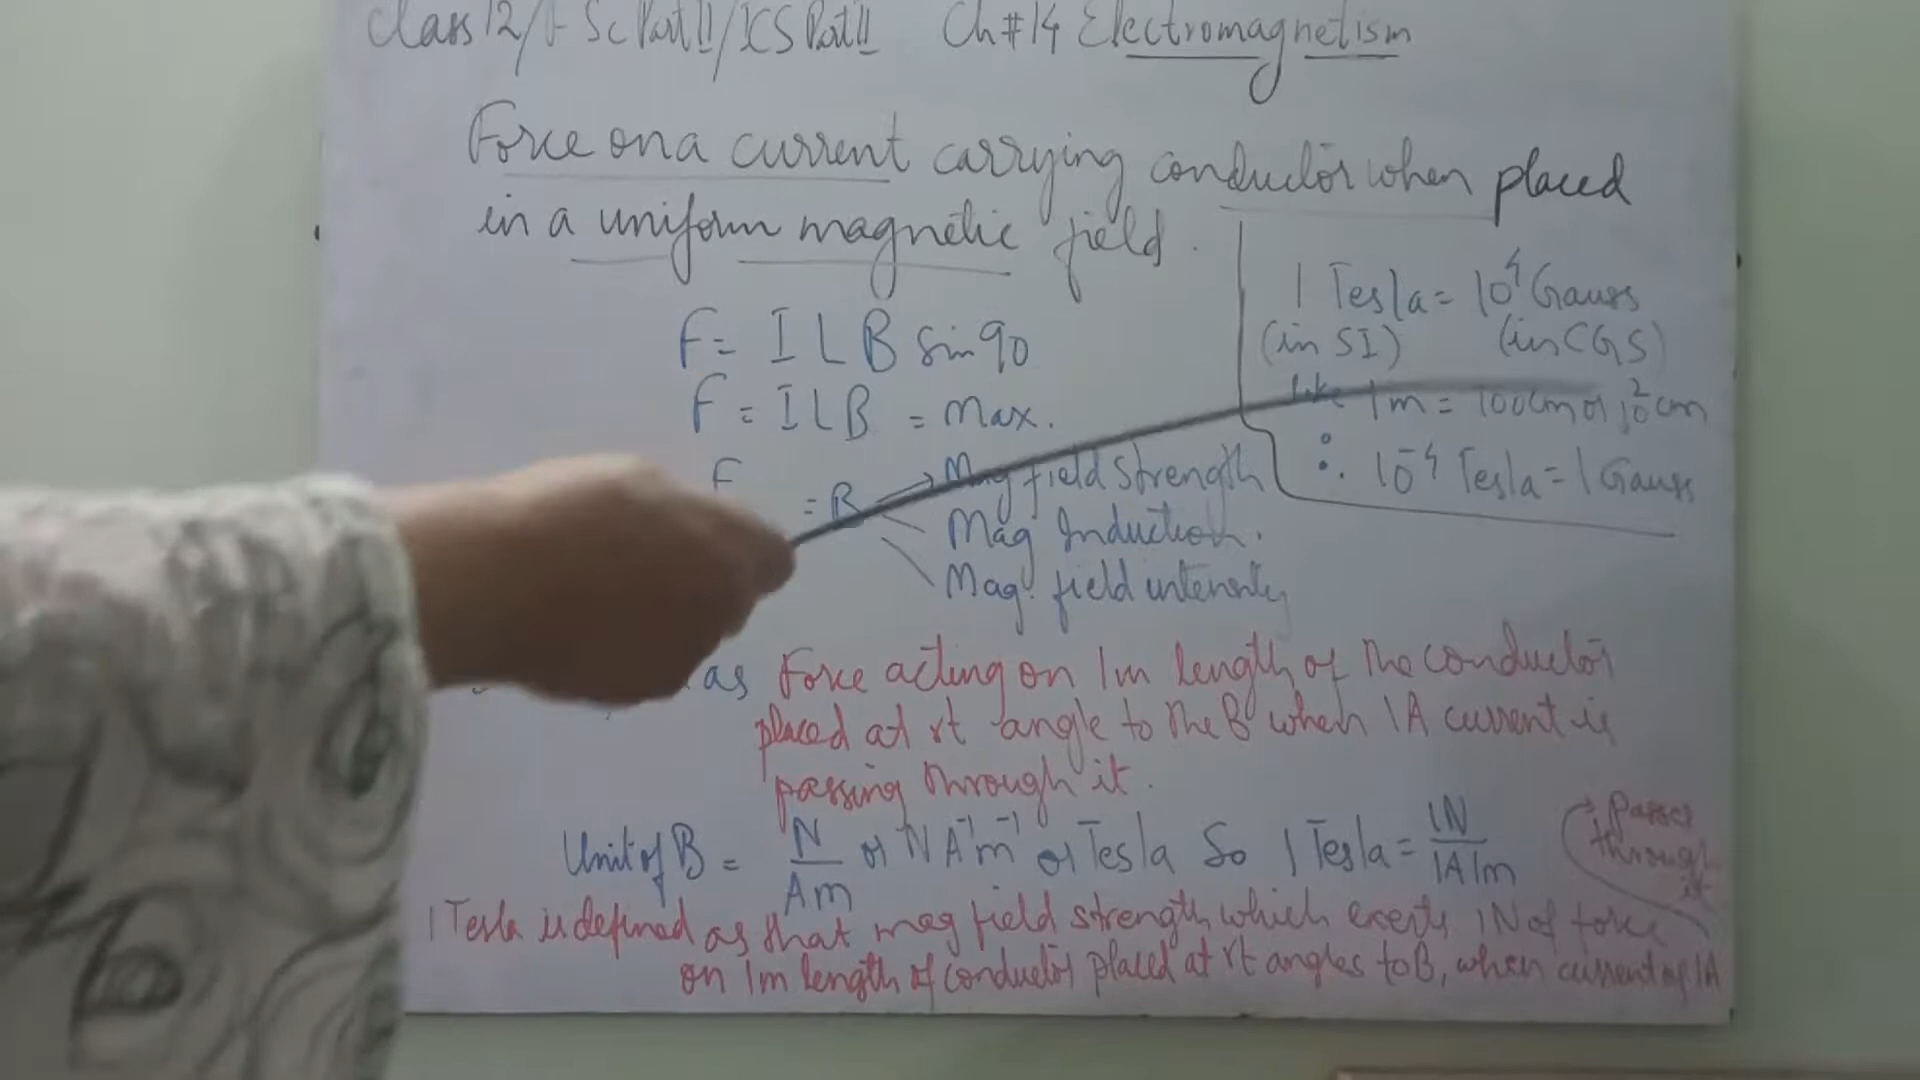 Class 12/F Sc Part II/ICS Part II Ch#14 Electromagnetism
Force on a current carrying conductor when placed
in a uniform magnetic field.
F = I L B sin 90
F = I L B = Max.
F
= B → Mag field strength
Mag Induction.
Mag. field intensity
1 Tesla = 10⁴ Gauss
(in SI) (in CGS)
like 1m = 100cm or 10² cm
∴ 10⁻⁴ Tesla = 1 Gauss
as Force acting on 1m length of the conductor
placed at rt angle to the B when 1A current is
passing through it.
Unit of B = N/Am or N A⁻¹ m⁻¹ or Tesla So 1 Tesla = 1N/1A 1m
1 Tesla is defined as that mag field strength which exerts 1N of force
on 1m length of conductor placed at rt angles to B, when current of 1A
passes
through
it